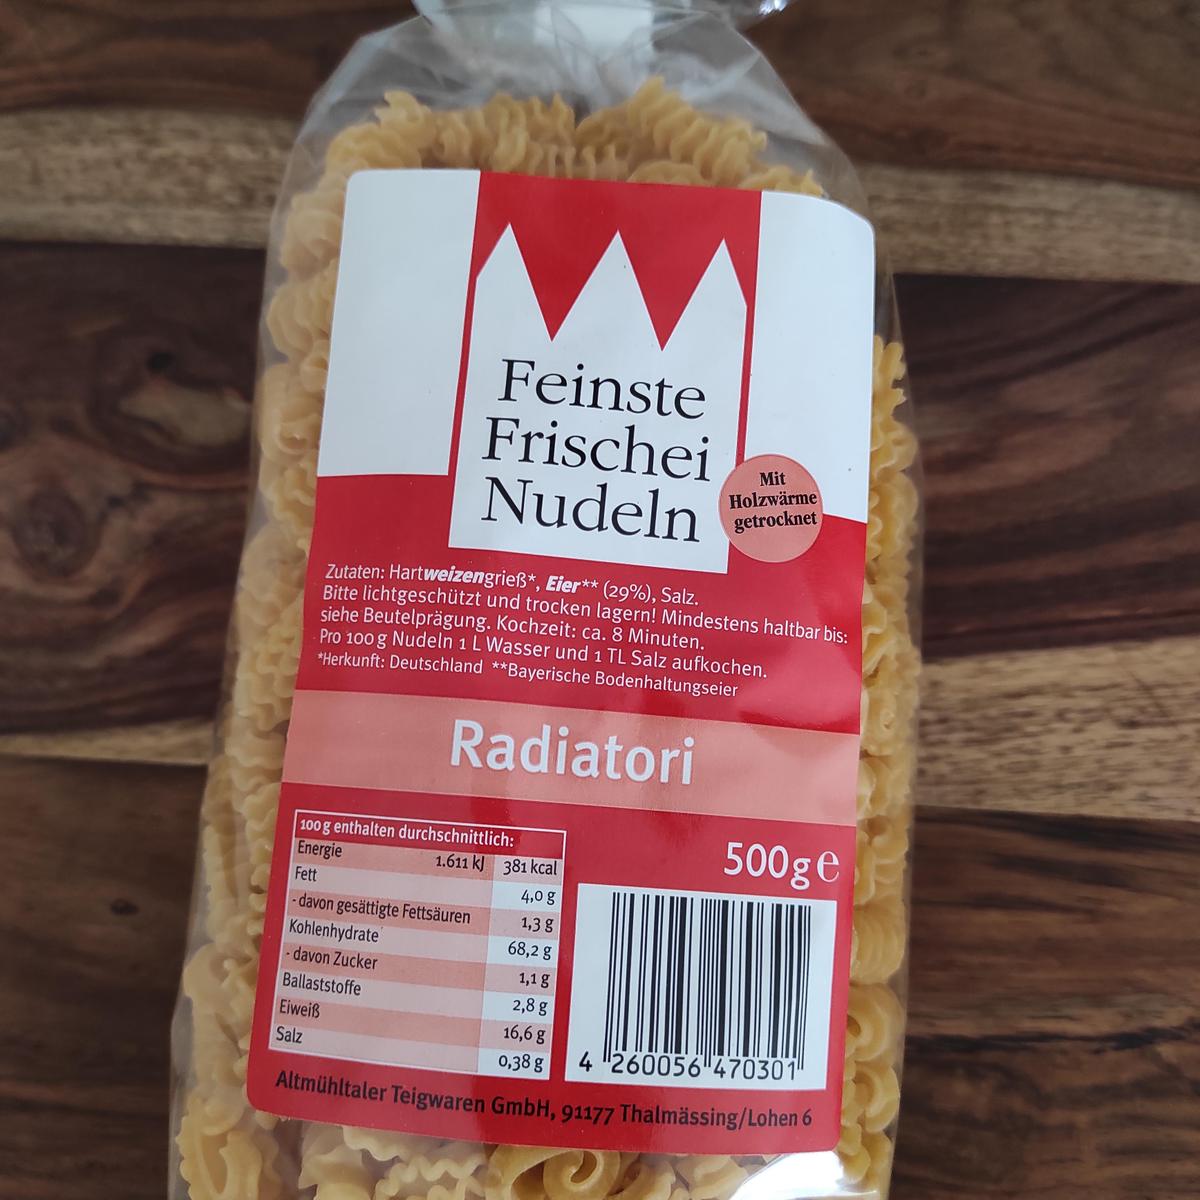 Feinste
Frischei
Nudeln
Mit
Holzwärme
getrocknet
Zutaten: Hartweizengrieß*, Eier** (29%), Salz.
Bitte lichtgeschützt und trocken lagern! Mindestens haltbar bis:
siehe Beutelprägung. Kochzeit: ca. 8 Minuten.
Pro 100g Nudeln 1 L Wasser und 1 TL Salz aufkochen.
*Herkunft: Deutschland **Bayerische Bodenhaltungseier
Radiatori
100g enthalten durchschnittlich:
Energie 1.611 kJ 381 kcal
Fett 4,0 g
- davon gesättigte Fettsäuren 1,3 g
Kohlenhydrate 68,2 g
- davon Zucker 1,1 g
Ballaststoffe 2,8 g
Eiweiß 16,6 g
Salz 0,38 g
500g e
4 260056 470301
Altmühltaler Teigwaren GmbH, 91177 Thalmässing/Lohen 6